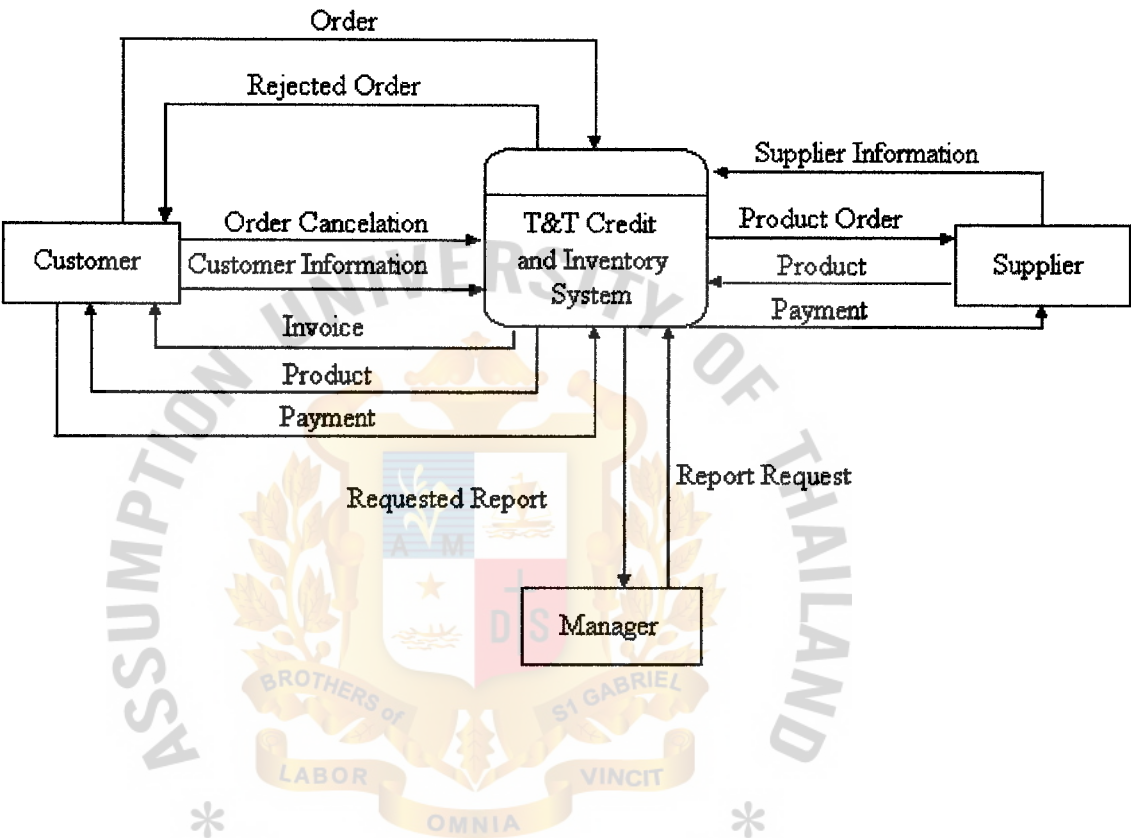 Order
Rejected Order
Supplier Information
Order Cancelation
T&T Credit
and Inventory
System
Product Order
Customer
Customer Information
Product
Supplier
Invoice
Payment
Product
Payment
Requested Report
Report Request
Manager
ASSUMPTION UNIVERSITY OF THAILAND
A M
D S
BROTHERS of
S1 GABRIEL
LABOR
VINCIT
OMNIA